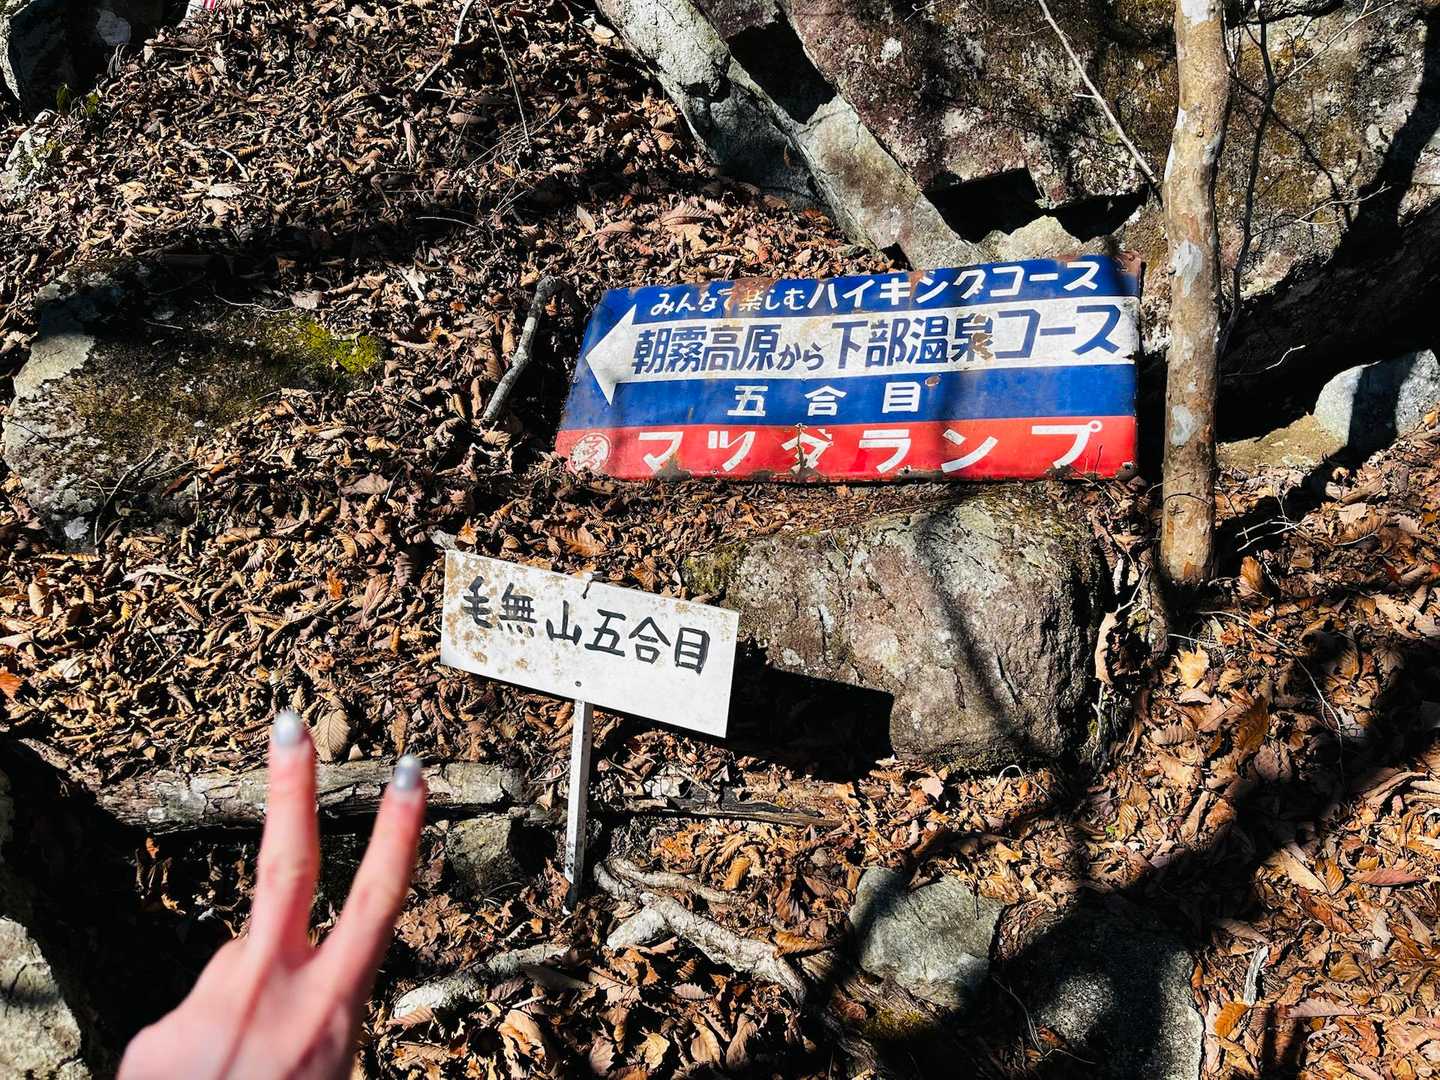 みんなで楽しむハイキングコース
朝霧高原から下部温泉コース
五合目
マツダランプ
毛無山五合目